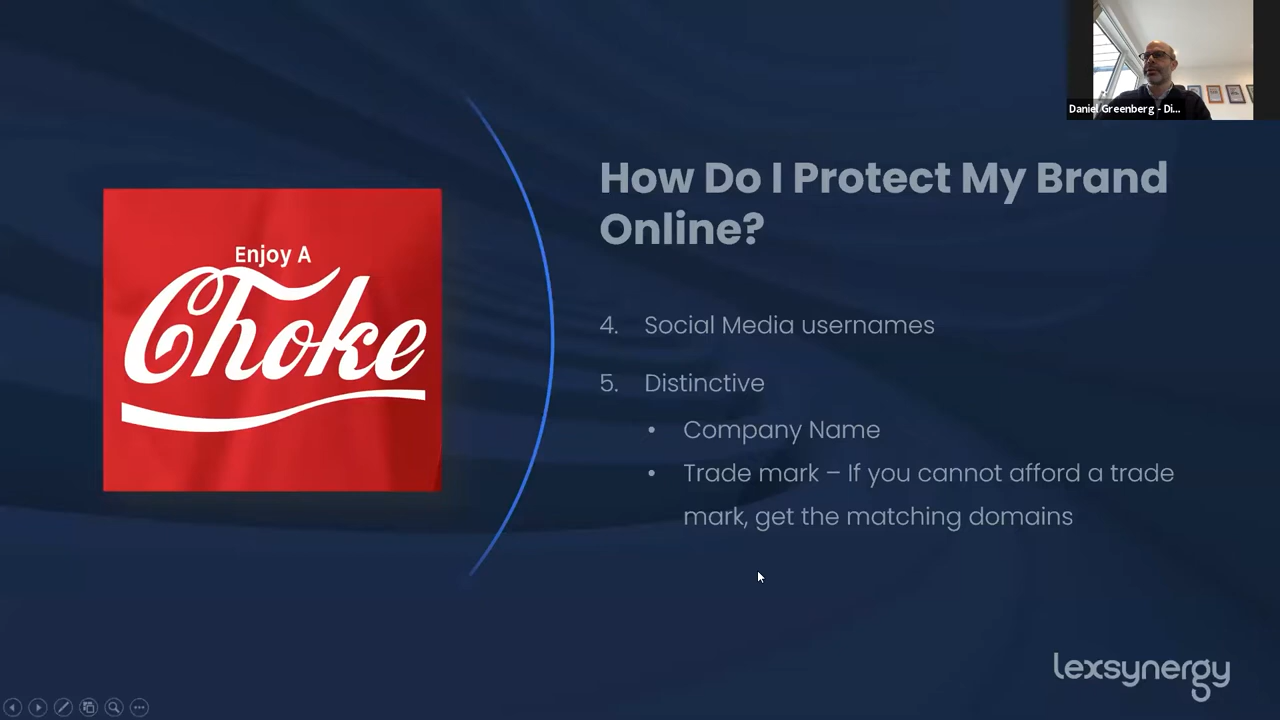 Daniel Greenberg - Di...
How Do I Protect My Brand
Online?
Enjoy A
Choke
4. Social Media usernames
5. Distinctive
• Company Name
• Trade mark – If you cannot afford a trade
mark, get the matching domains
lexsynergy